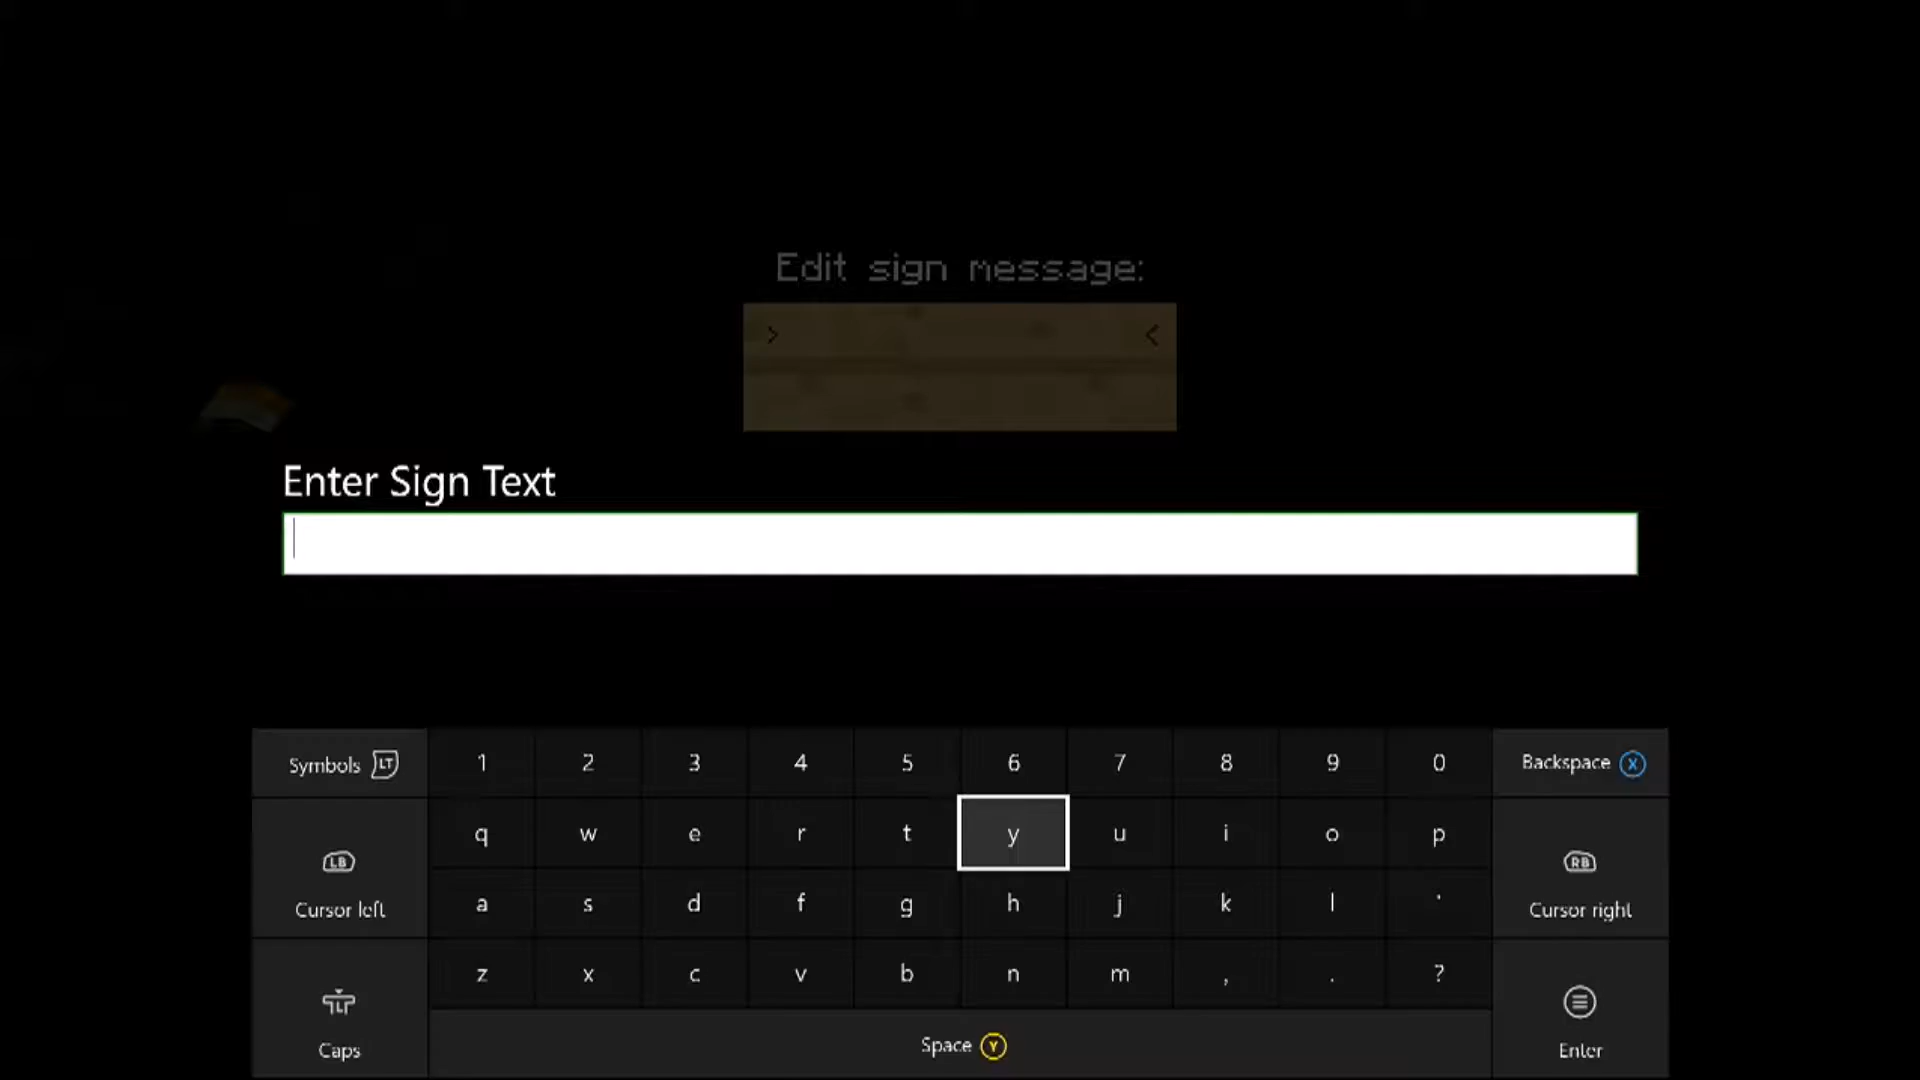 Edit sign message:
> <
Enter Sign Text
Symbols LT 1 2 3 4 5 6 7 8 9 0 Backspace X
q w e r t y u i o p
LB RB
Cursor left a s d f g h j k l ' Cursor right
z x c v b n m , . ?
Caps Space Y Enter